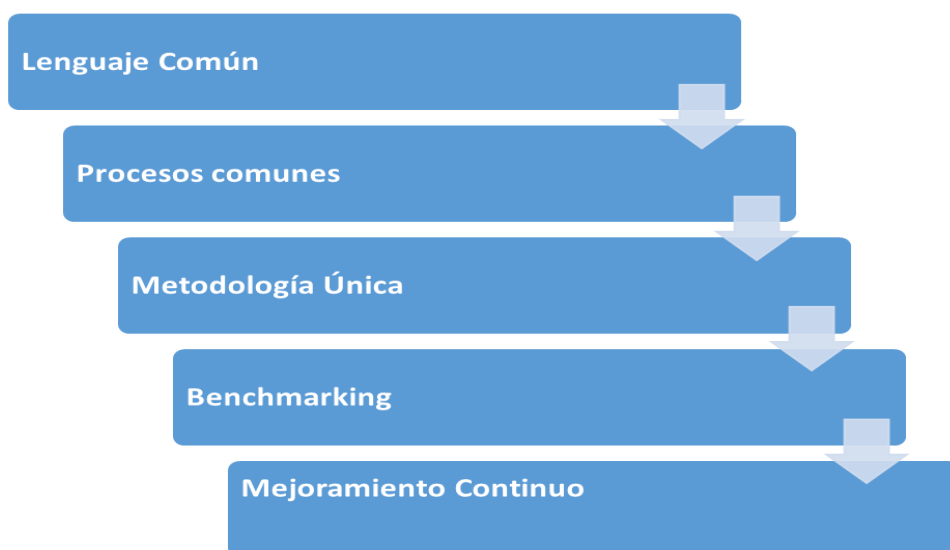 Lenguaje Común
Procesos comunes
Metodología Única
Benchmarking
Mejoramiento Continuo